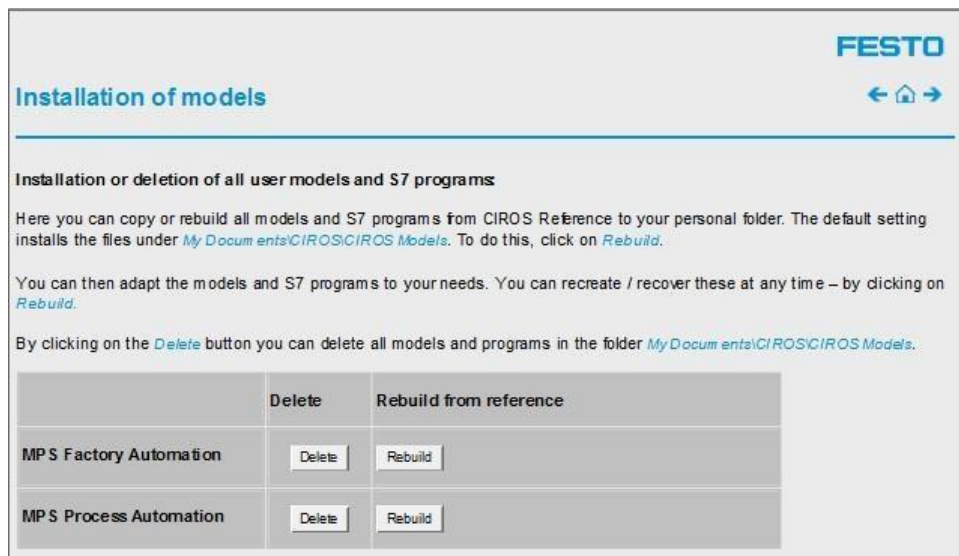 FESTO
Installation of models
Installation or deletion of all user models and S7 programs:
Here you can copy or rebuild all models and S7 programs from CIROS Reference to your personal folder. The default setting
installs the files under My Documents\CIROS\CIROS Models. To do this, click on Rebuild.
You can then adapt the models and S7 programs to your needs. You can recreate / recover these at any time – by clicking on
Rebuild.
By clicking on the Delete button you can delete all models and programs in the folder My Documents\CIROS\CIROS Models.
Delete Rebuild from reference
MPS Factory Automation Delete Rebuild
MPS Process Automation Delete Rebuild